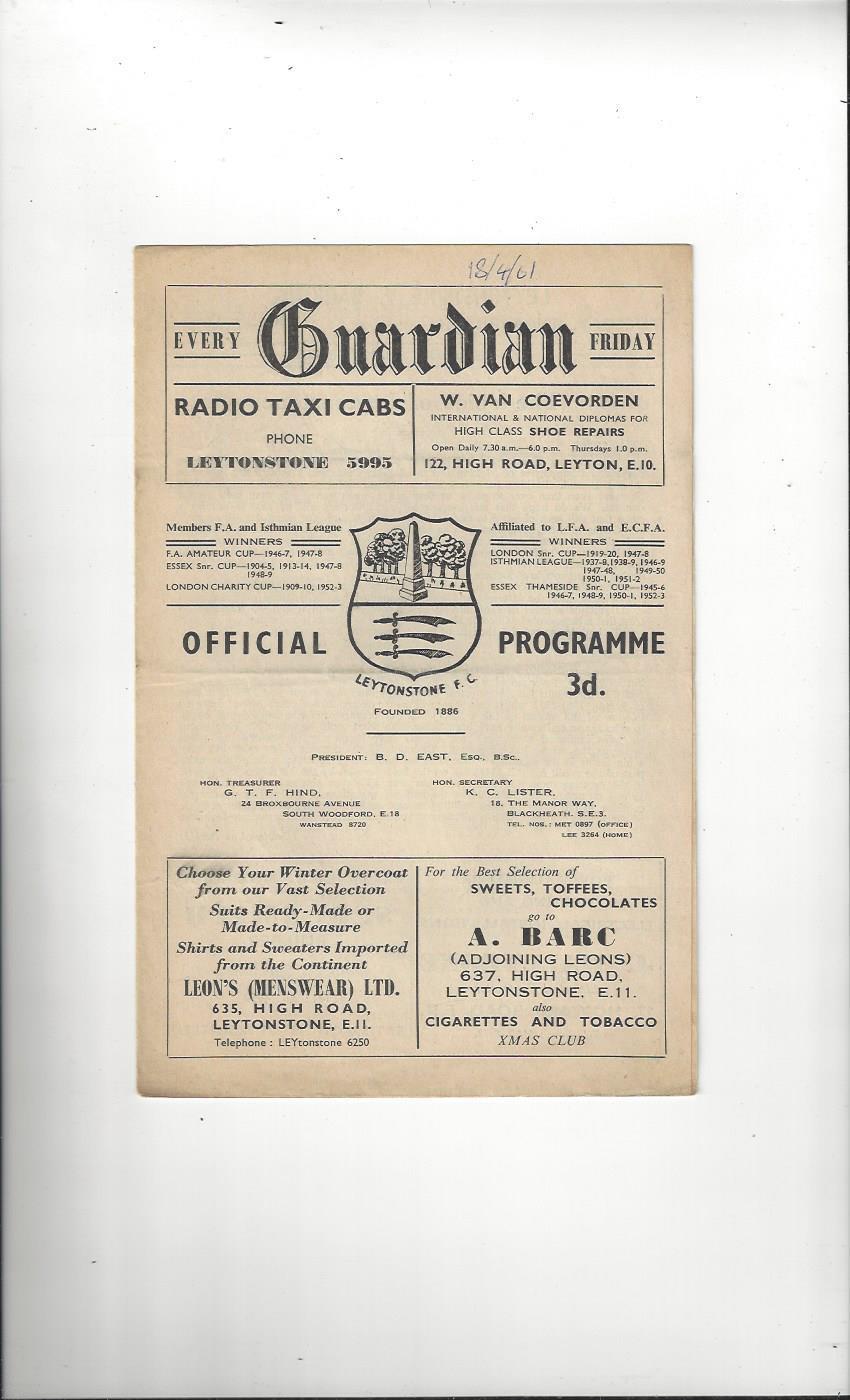 18/4/61
EVERY Guardian FRIDAY
RADIO TAXI CABS
PHONE
LEYTONSTONE 5995
W. VAN COEVORDEN
INTERNATIONAL & NATIONAL DIPLOMAS FOR
HIGH CLASS SHOE REPAIRS
Open Daily 7.30 a.m.—6.0 p.m. Thursdays 1.0 p.m.
122, HIGH ROAD, LEYTON, E.10.
Members F.A. and Isthmian League
WINNERS
F.A. AMATEUR CUP—1946-7, 1947-8
ESSEX Snr. CUP—1904-5, 1913-14, 1947-8
1948-9
LONDON CHARITY CUP—1909-10, 1952-3
Affiliated to L.F.A. and E.C.F.A.
WINNERS
LONDON Snr. CUP—1919-20, 1947-8
ISTHMIAN LEAGUE—1937-8,1938-9, 1946-9
1947-48, 1949-50
1950-1, 1951-2
ESSEX THAMESIDE Snr. CUP—1945-6
1946-7, 1948-9, 1950-1, 1952-3
OFFICIAL PROGRAMME
3d.
LEYTONSTONE F.C.
FOUNDED 1886
PRESIDENT: B. D. EAST, ESQ., B.SC..
HON. TREASURER
G. T. F. HIND,
24 BROXBOURNE AVENUE
SOUTH WOODFORD, E.18
WANSTEAD 8720
HON. SECRETARY
K. C. LISTER,
18, THE MANOR WAY,
BLACKHEATH, S.E.3.
TEL. NOS.: MET 0897 (OFFICE)
LEE 3264 (HOME)
Choose Your Winter Overcoat
from our Vast Selection
Suits Ready-Made or
Made-to-Measure
Shirts and Sweaters Imported
from the Continent
LEON'S (MENSWEAR) LTD.
635, HIGH ROAD,
LEYTONSTONE, E.11.
Telephone : LEYtonstone 6250
For the Best Selection of
SWEETS, TOFFEES,
CHOCOLATES
go to
A. BARC
(ADJOINING LEONS)
637, HIGH ROAD,
LEYTONSTONE, E.11.
also
CIGARETTES AND TOBACCO
XMAS CLUB